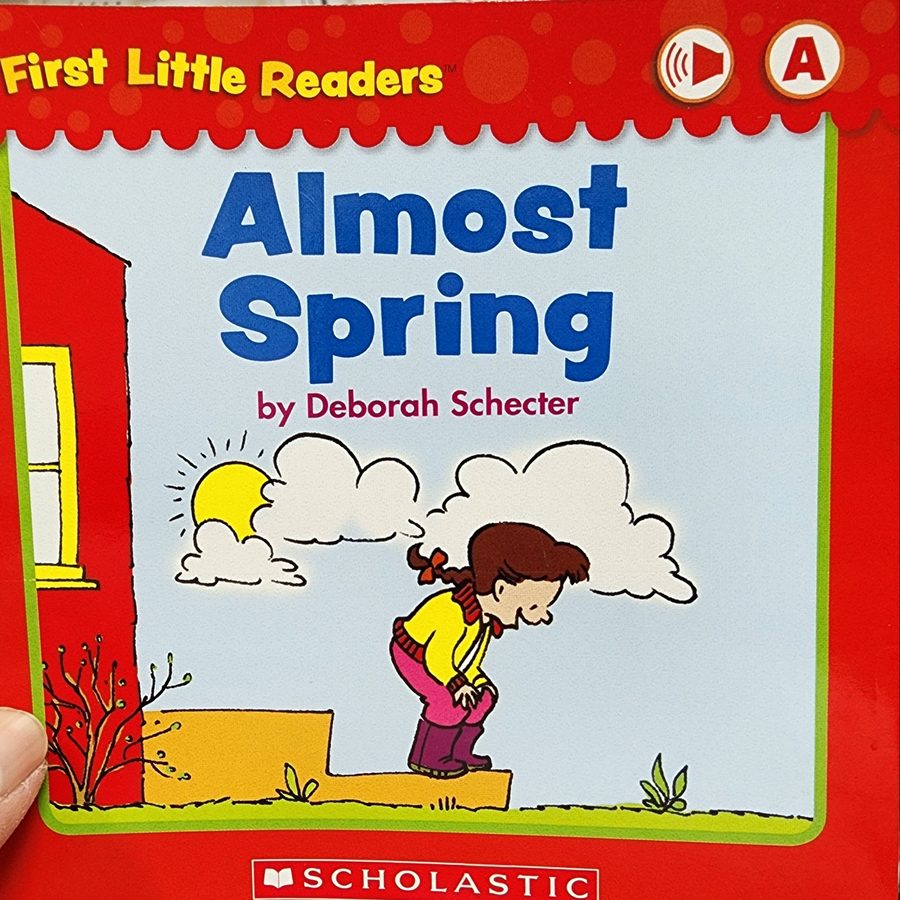 First Little Readers™
A
Almost
Spring
by Deborah Schecter
SCHOLASTIC